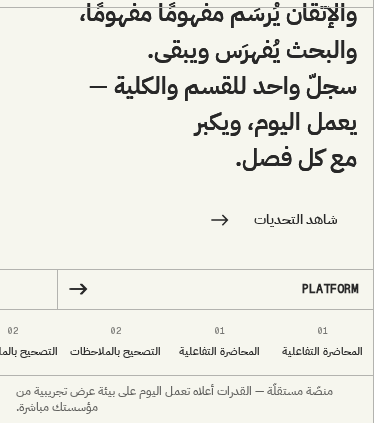 والإتقان يُرسَم مفهومًا مفهومًا،
والبحث يُفهرَس ويبقى.
سجلّ واحد للقسم والكلية —
يعمل اليوم، ويكبر
مع كل فصل.
شاهد التحديات →
PLATFORM →
01 01 02 02
المحاضرة التفاعلية المحاضرة التفاعلية التصحيح بالملاحظات التصحيح
منصّة مستقلّة — القدرات أعلاه تعمل اليوم على بيئة عرض تجريبية من
مؤسستك مباشرة.